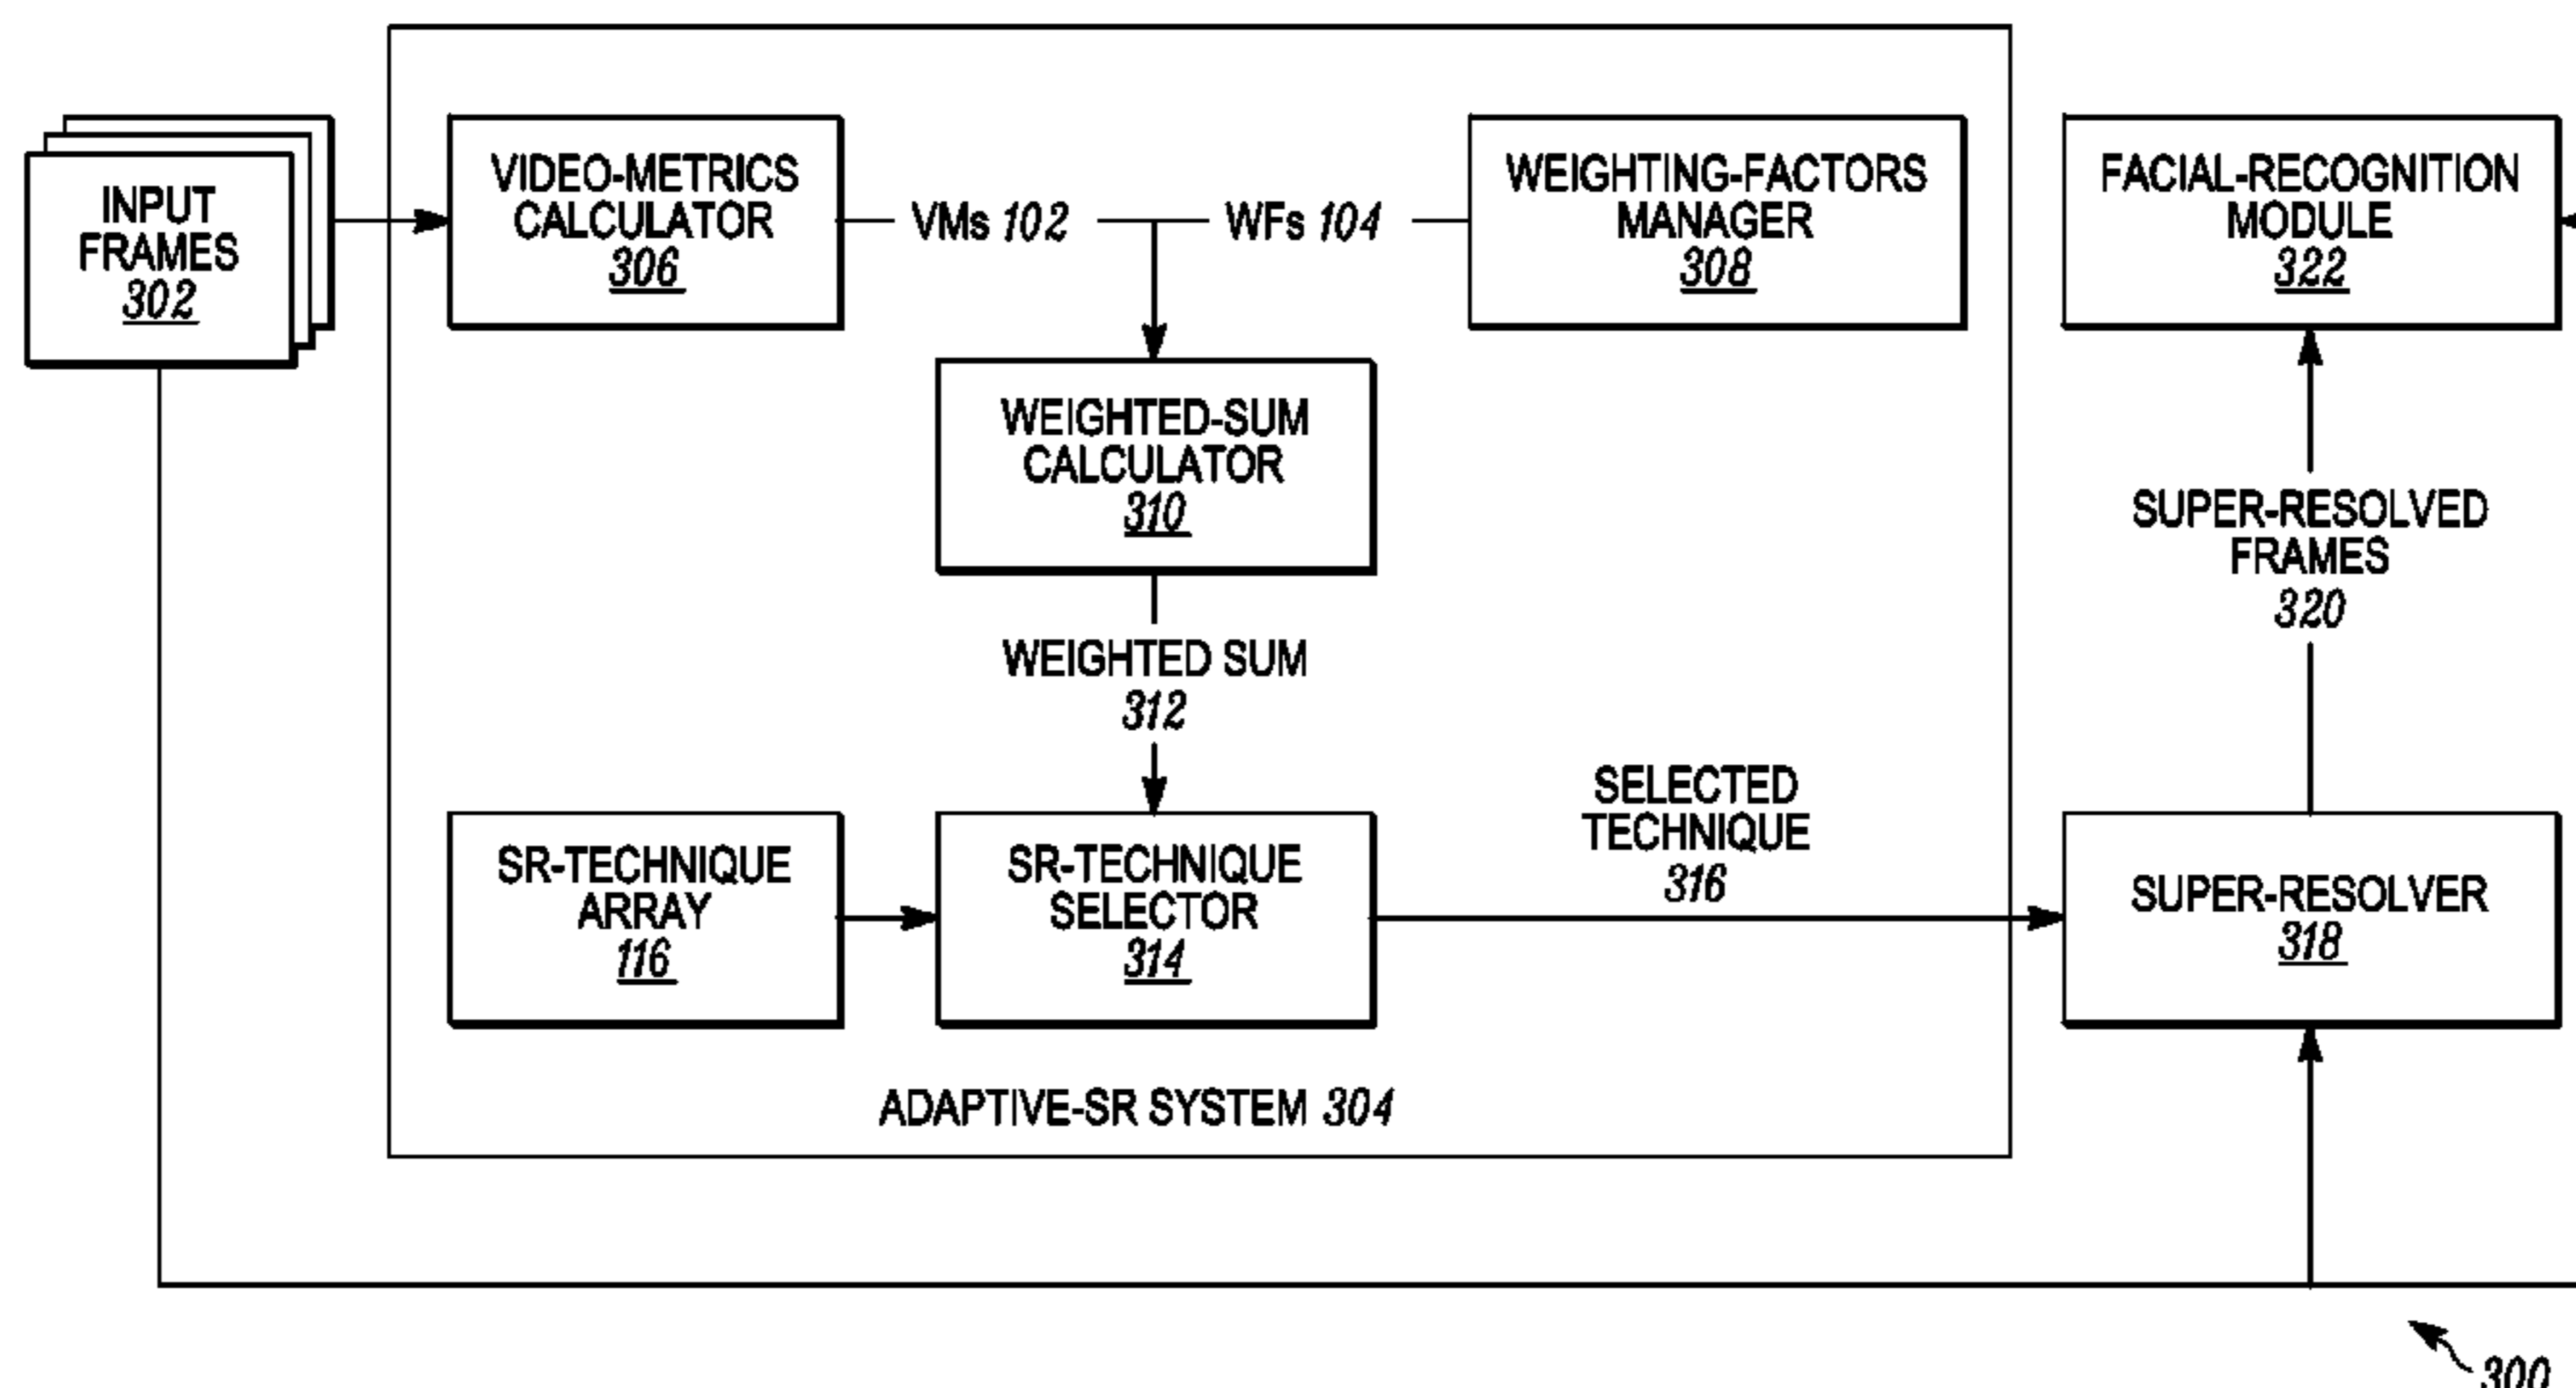 INPUT
FRAMES
302
VIDEO-METRICS
CALCULATOR
306
VMs 102
WFs 104
WEIGHTING-FACTORS
MANAGER
308
FACIAL-RECOGNITION
MODULE
322
WEIGHTED-SUM
CALCULATOR
310
WEIGHTED SUM
312
SUPER-RESOLVED
FRAMES
320
SR-TECHNIQUE
ARRAY
116
SR-TECHNIQUE
SELECTOR
314
SELECTED
TECHNIQUE
316
SUPER-RESOLVER
318
ADAPTIVE-SR SYSTEM 304
300